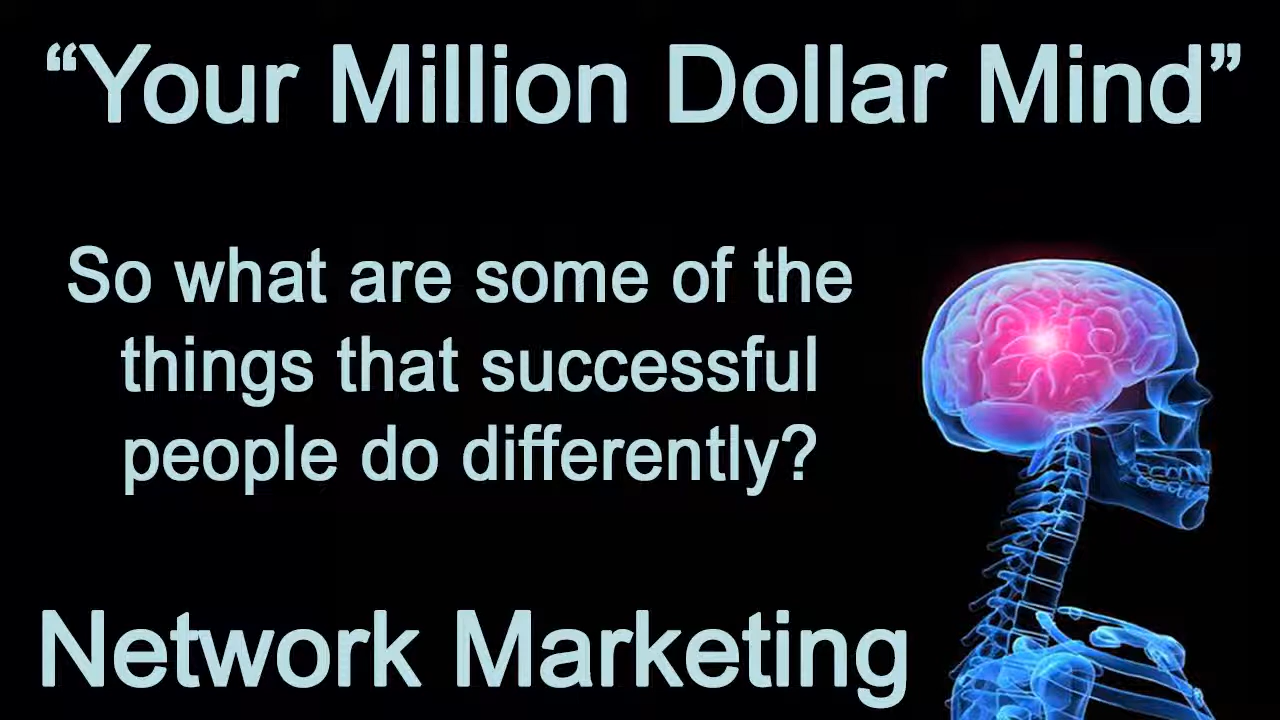 “Your Million Dollar Mind”
So what are some of the
things that successful
people do differently?
Network Marketing